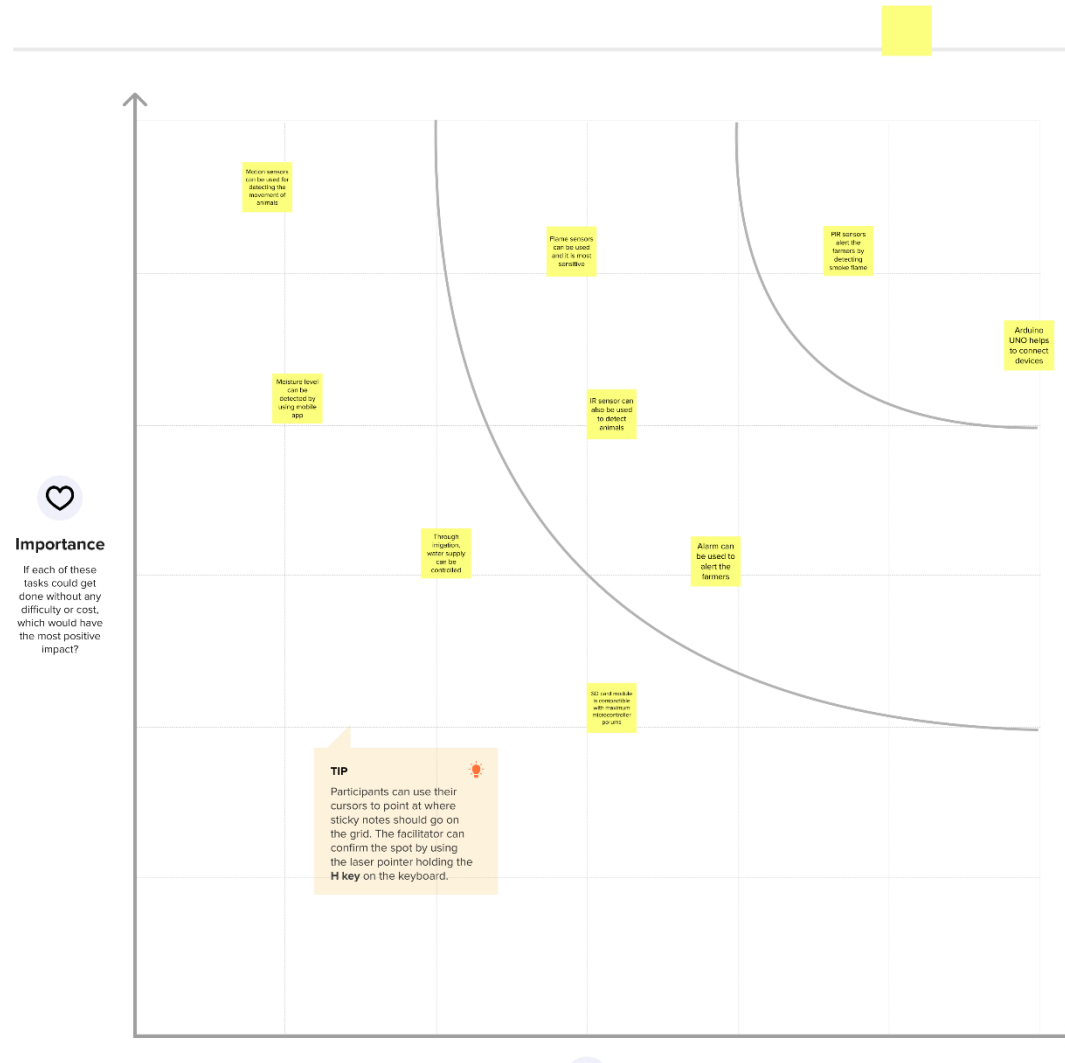 Motion sensors
can be used for
detecting the
movement of
animals
Flame sensors
can be used
and it is most
sensitive
PIR sensors
alert the
farmers by
detecting
smoke flame
Arduino
UNO helps
to connect
devices
Moisture level
can be
detected by
using mobile
app
IR sensor can
also be used
to detect
animals
Importance
If each of these
tasks could get
done without any
difficulty or cost,
which would have
the most positive
impact?
Through
irrigation,
water supply
can be
controlled
Alarm can
be used to
alert the
farmers
SD card module
is compatible
with maximum
microcontroller
TIP
Participants can use their
cursors to point at where
sticky notes should go on
the grid. The facilitator can
confirm the spot by using
the laser pointer holding the
H key on the keyboard.